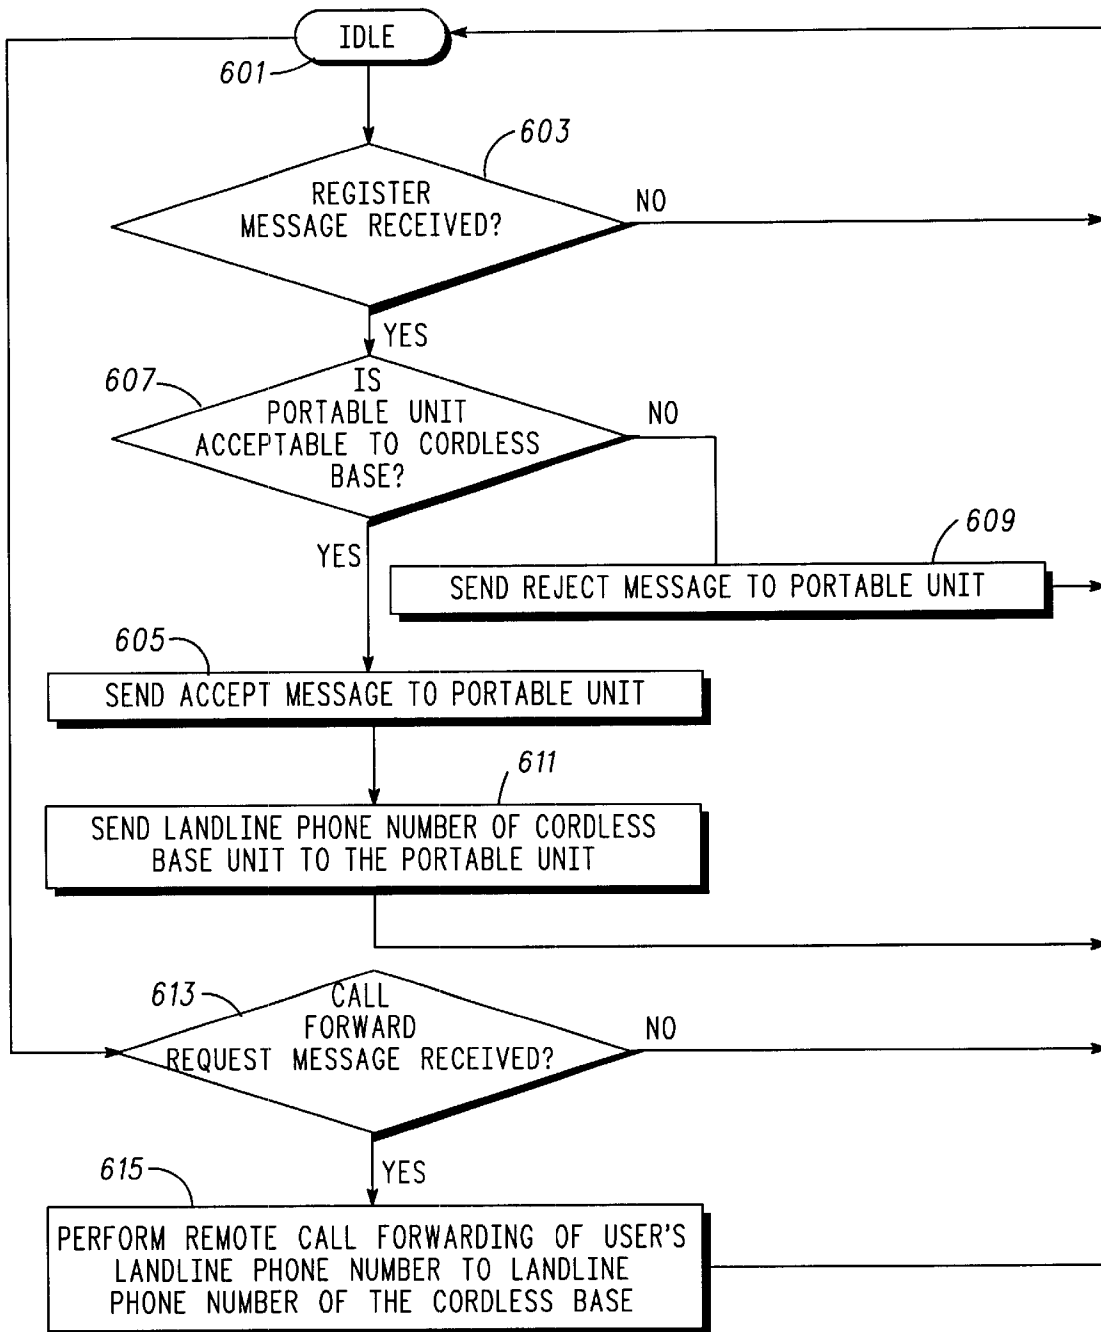 IDLE
601
603
REGISTER
MESSAGE RECEIVED?
NO
YES
607
IS
PORTABLE UNIT
ACCEPTABLE TO CORDLESS
BASE?
NO
YES
609
SEND REJECT MESSAGE TO PORTABLE UNIT
605
SEND ACCEPT MESSAGE TO PORTABLE UNIT
611
SEND LANDLINE PHONE NUMBER OF CORDLESS
BASE UNIT TO THE PORTABLE UNIT
613
CALL
FORWARD
REQUEST MESSAGE RECEIVED?
NO
YES
615
PERFORM REMOTE CALL FORWARDING OF USER'S
LANDLINE PHONE NUMBER TO LANDLINE
PHONE NUMBER OF THE CORDLESS BASE